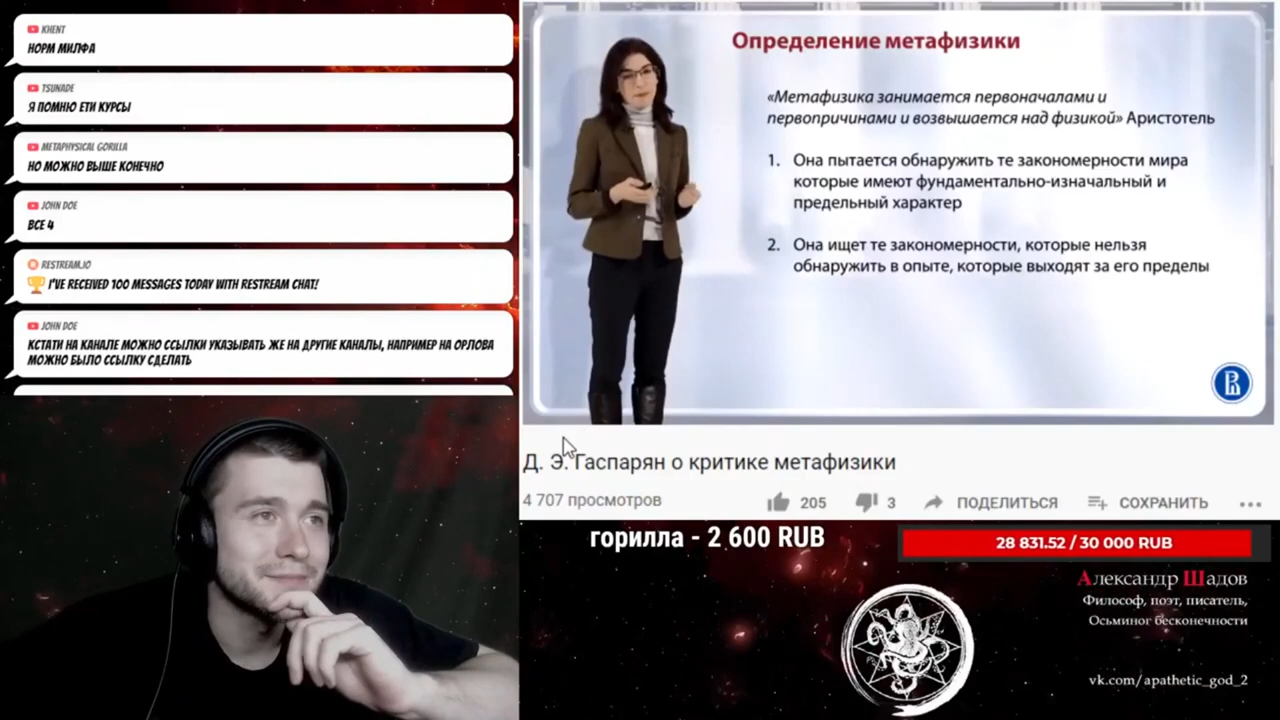 KHENT
НОРМ МИЛФА
TSUNADE
Я ПОМНЮ ЕТИ КУРСЫ
METAPHYSICAL GORILLA
НО МОЖНО ВЫШЕ КОНЕЧНО
JOHN DOE
ВСЕ 4
RESTREAM.IO
I'VE RECEIVED 100 MESSAGES TODAY WITH RESTREAM CHAT!
JOHN DOE
КСТАТИ НА КАНАЛЕ МОЖНО ССЫЛКИ УКАЗЫВАТЬ ЖЕ НА ДРУГИЕ КАНАЛЫ, НАПРИМЕР НА ОРЛОВА
МОЖНО БЫЛО ССЫЛКУ СДЕЛАТЬ
Определение метафизики
«Метафизика занимается первоначалами и
первопричинами и возвышается над физикой» Аристотель
1. Она пытается обнаружить те закономерности мира
которые имеют фундаментально-изначальный и
предельный характер
2. Она ищет те закономерности, которые нельзя
обнаружить в опыте, которые выходят за его пределы
Д. Э. Гаспарян о критике метафизики
4 707 просмотров
205
3
ПОДЕЛИТЬСЯ
СОХРАНИТЬ
горилла - 2 600 RUB
28 831.52 / 30 000 RUB
Александр Шадов
Философ, поэт, писатель,
Осьминог бесконечности
vk.com/apathetic_god_2